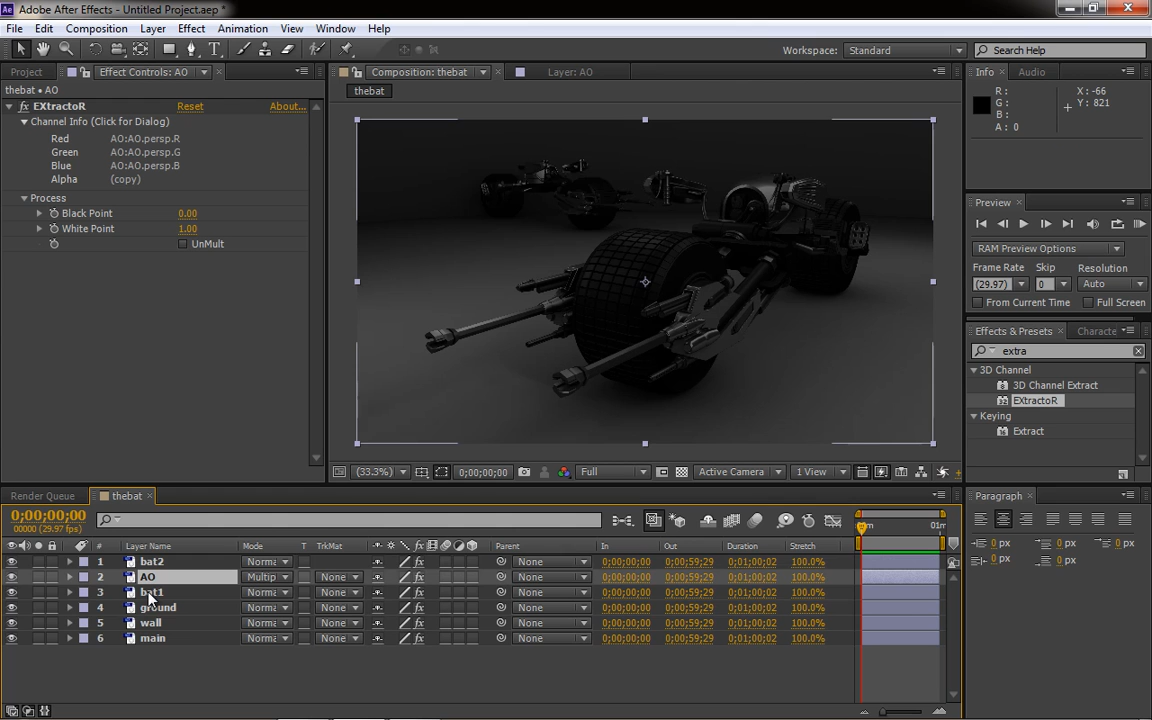 Adobe After Effects - Untitled Project.aep *
File Edit Composition Layer Effect Animation View Window Help
Workspace: Standard Search Help
Project Effect Controls: AO Composition: thebat Layer: AO Info Audio
thebat • AO
thebat
EXtractoR Reset About...
Channel Info (Click for Dialog)
Red AO:AO.persp.R
Green AO:AO.persp.G
Blue AO:AO.persp.B
Alpha (copy)
Process
Black Point 0.00
White Point 1.00
UnMult
R :
G :
B :
A : 0
X : -66
Y : 821
Preview
RAM Preview Options
Frame Rate Skip Resolution
(29.97) 0 Auto
From Current Time Full Screen
Effects & Presets Characte
extra
3D Channel
3D Channel Extract
EXtractoR
Keying
Extract
(33.3%) 0;00;00;00 Full Active Camera 1 View
Render Queue thebat Paragraph
0;00;00;00
00000 (29.97 fps)
# Layer Name Mode T TrkMat Parent In Out Duration Stretch
1 bat2 Norma None 0;00;00;00 0;00;59;29 0;01;00;02 100.0%
2 AO Multip None None 0;00;00;00 0;00;59;29 0;01;00;02 100.0%
3 bat1 Norma None None 0;00;00;00 0;00;59;29 0;01;00;02 100.0%
4 ground Norma None None 0;00;00;00 0;00;59;29 0;01;00;02 100.0%
5 wall Norma None None 0;00;00;00 0;00;59;29 0;01;00;02 100.0%
6 main Norma None None 0;00;00;00 0;00;59;29 0;01;00;02 100.0%
01m
0 px 0 px 0 px
0 px 0 px